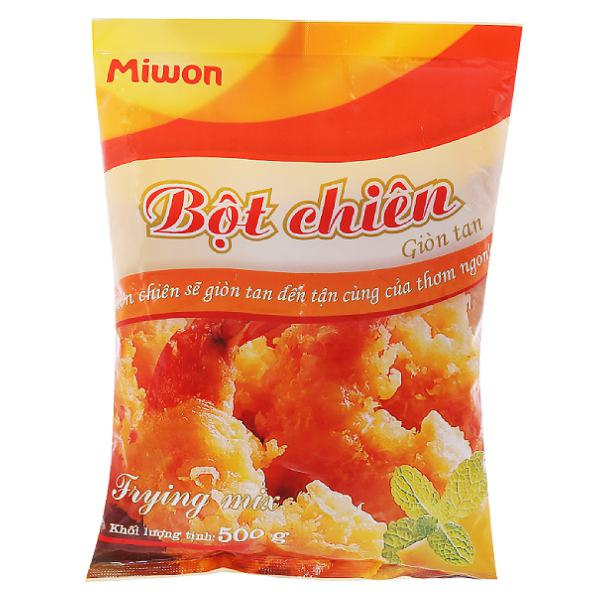 Miwon
Bột chiên
Giòn tan
chiên sẽ giòn tan đến tận cùng của thơm ngon!
Frying mix
Khối lượng tịnh: 500 g